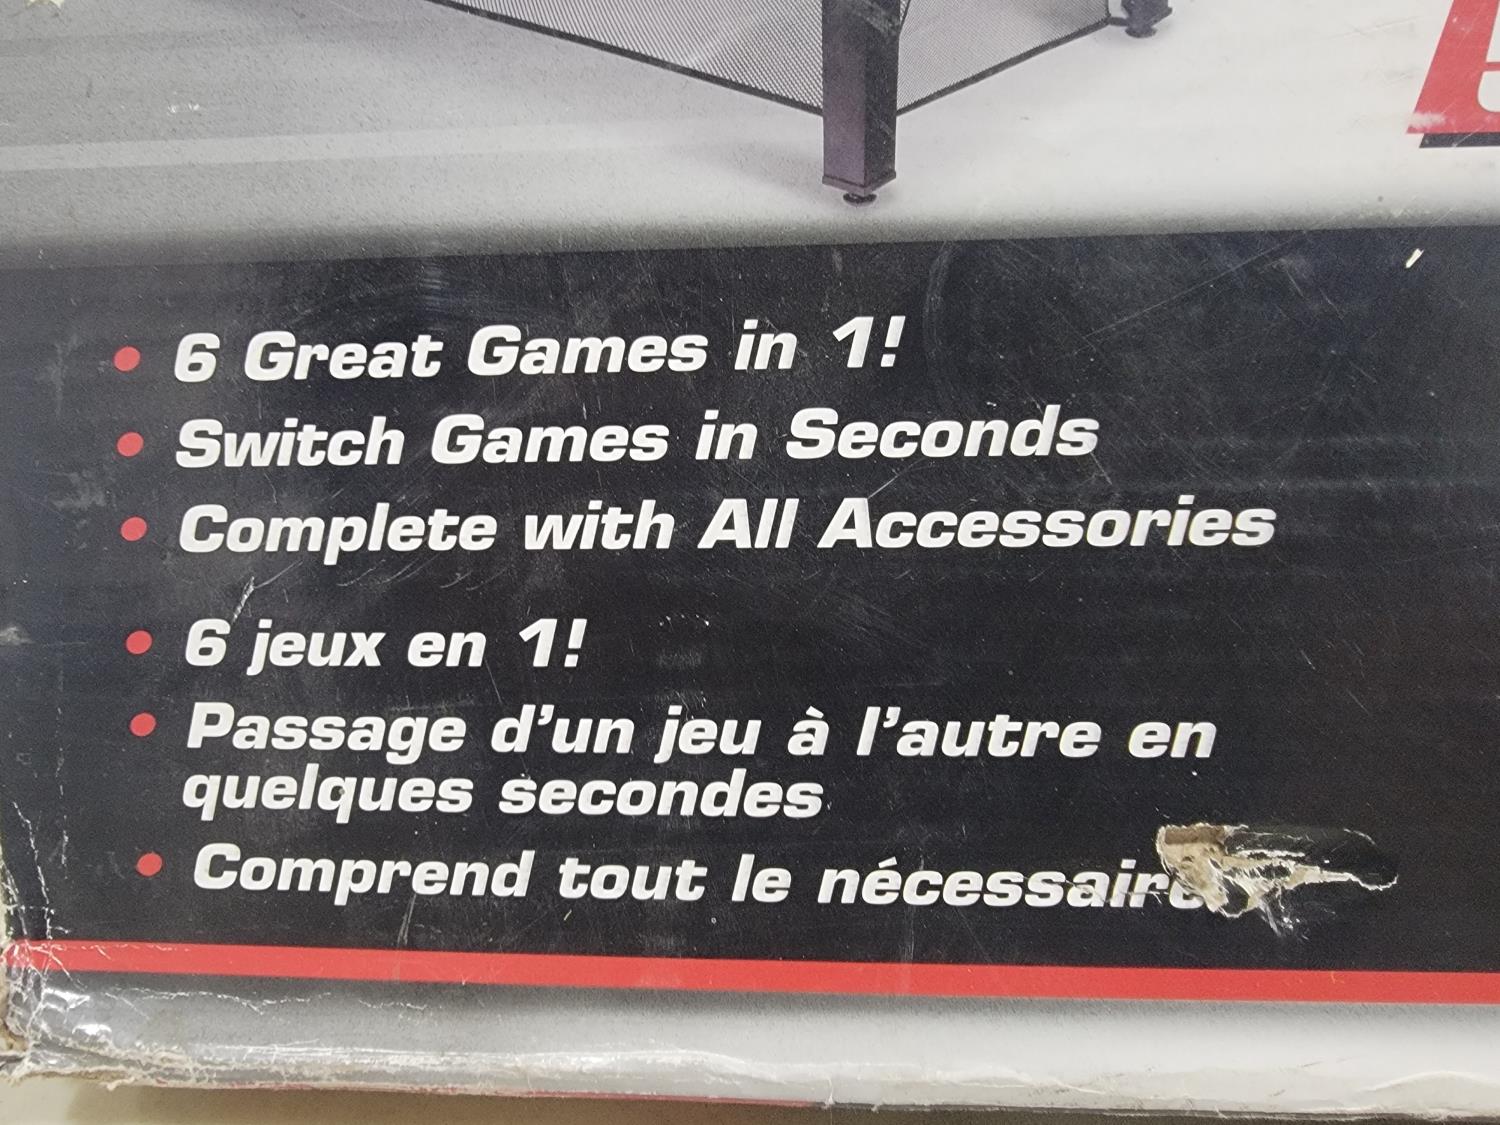 • 6 Great Games in 1!
• Switch Games in Seconds
• Complete with All Accessories
• 6 jeux en 1!
• Passage d'un jeu à l'autre en
quelques secondes
• Comprend tout le nécessaire